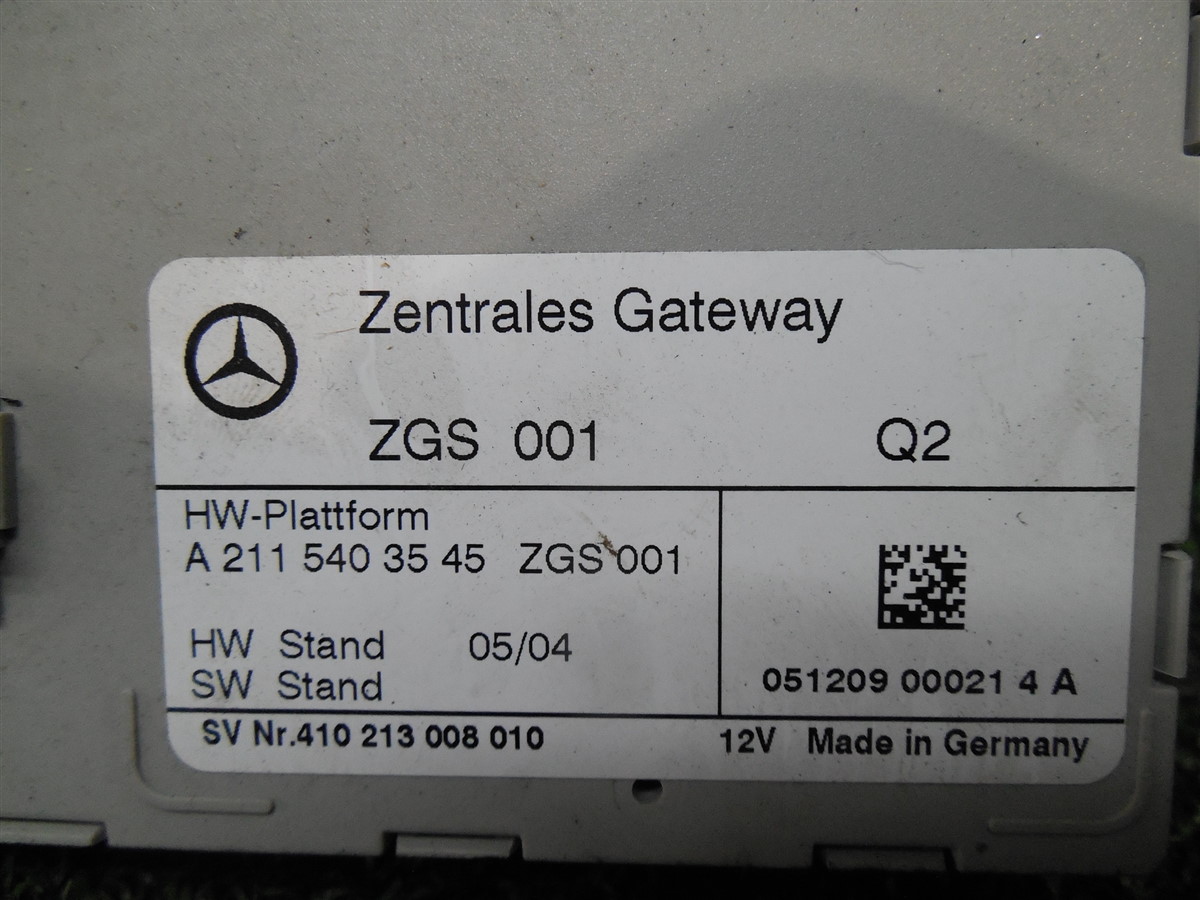 Zentrales Gateway
ZGS 001 Q2
HW-Plattform
A 211 540 35 45 ZGS 001
HW Stand 05/04
SW Stand
051209 00021 4 A
SV Nr.410 213 008 010
12V Made in Germany